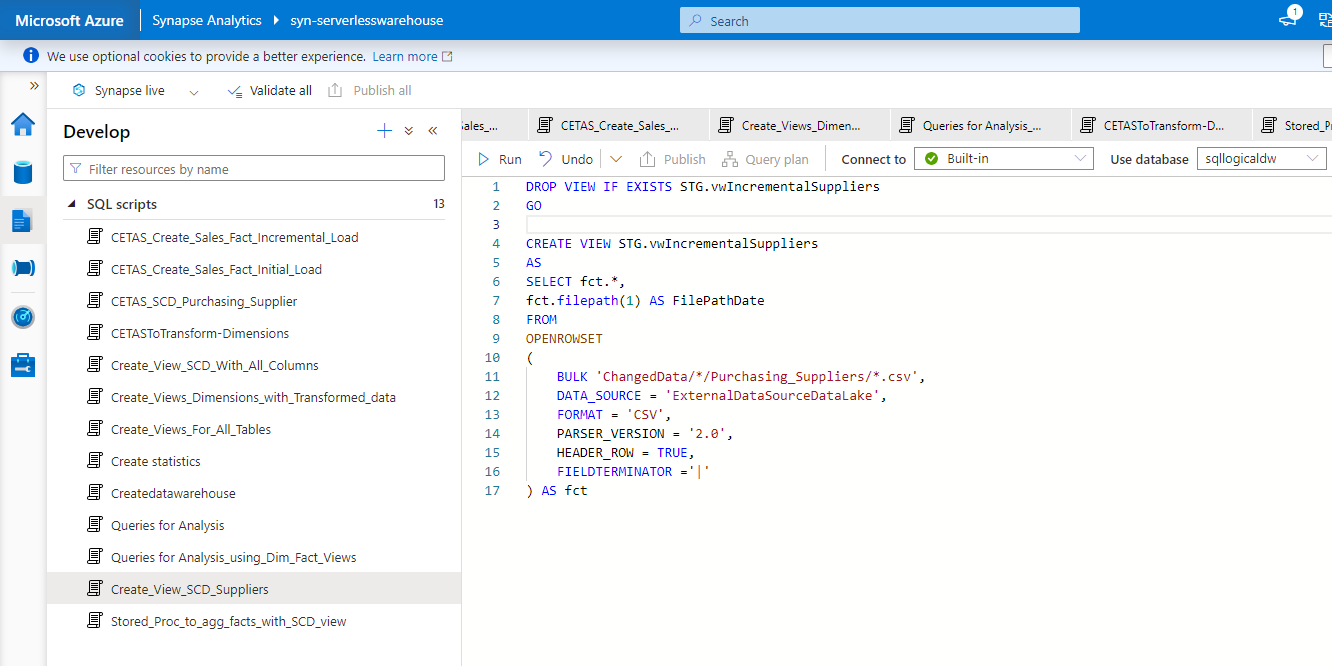 Microsoft Azure Synapse Analytics syn-serverlesswarehouse Search 1
We use optional cookies to provide a better experience. Learn more
Synapse live Validate all Publish all
Develop
Filter resources by name
SQL scripts 13
CETAS_Create_Sales_Fact_Incremental_Load
CETAS_Create_Sales_Fact_Initial_Load
CETAS_SCD_Purchasing_Supplier
CETASToTransform-Dimensions
Create_View_SCD_With_All_Columns
Create_Views_Dimensions_with_Transformed_data
Create_Views_For_All_Tables
Create statistics
Createdatawarehouse
Queries for Analysis
Queries for Analysis_using_Dim_Fact_Views
Create_View_SCD_Suppliers
Stored_Proc_to_agg_facts_with_SCD_view
ales_... CETAS_Create_Sales_... Create_Views_Dimen... Queries for Analysis_... CETASToTransform-D... Stored_P
Run Undo Publish Query plan Connect to Built-in Use database sqllogicaldw
1 DROP VIEW IF EXISTS STG.vwIncrementalSuppliers
2 GO
3
4 CREATE VIEW STG.vwIncrementalSuppliers
5 AS
6 SELECT fct.*,
7 fct.filepath(1) AS FilePathDate
8 FROM
9 OPENROWSET
10 (
11 BULK 'ChangedData/*/Purchasing_Suppliers/*.csv',
12 DATA_SOURCE = 'ExternalDataSourceDataLake',
13 FORMAT = 'CSV',
14 PARSER_VERSION = '2.0',
15 HEADER_ROW = TRUE,
16 FIELDTERMINATOR ='|'
17 ) AS fct